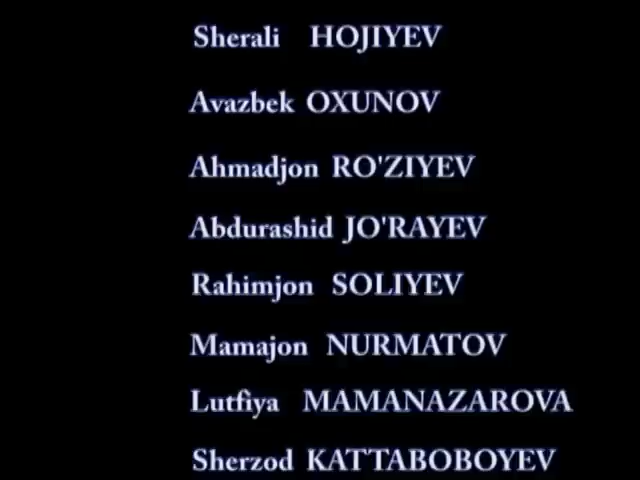 Sherali HOJIYEV
Avazbek OXUNOV
Ahmadjon RO'ZIYEV
Abdurashid JO'RAYEV
Rahimjon SOLIYEV
Mamajon NURMATOV
Lutfiya MAMANAZAROVA
Sherzod KATTABOBOYEV